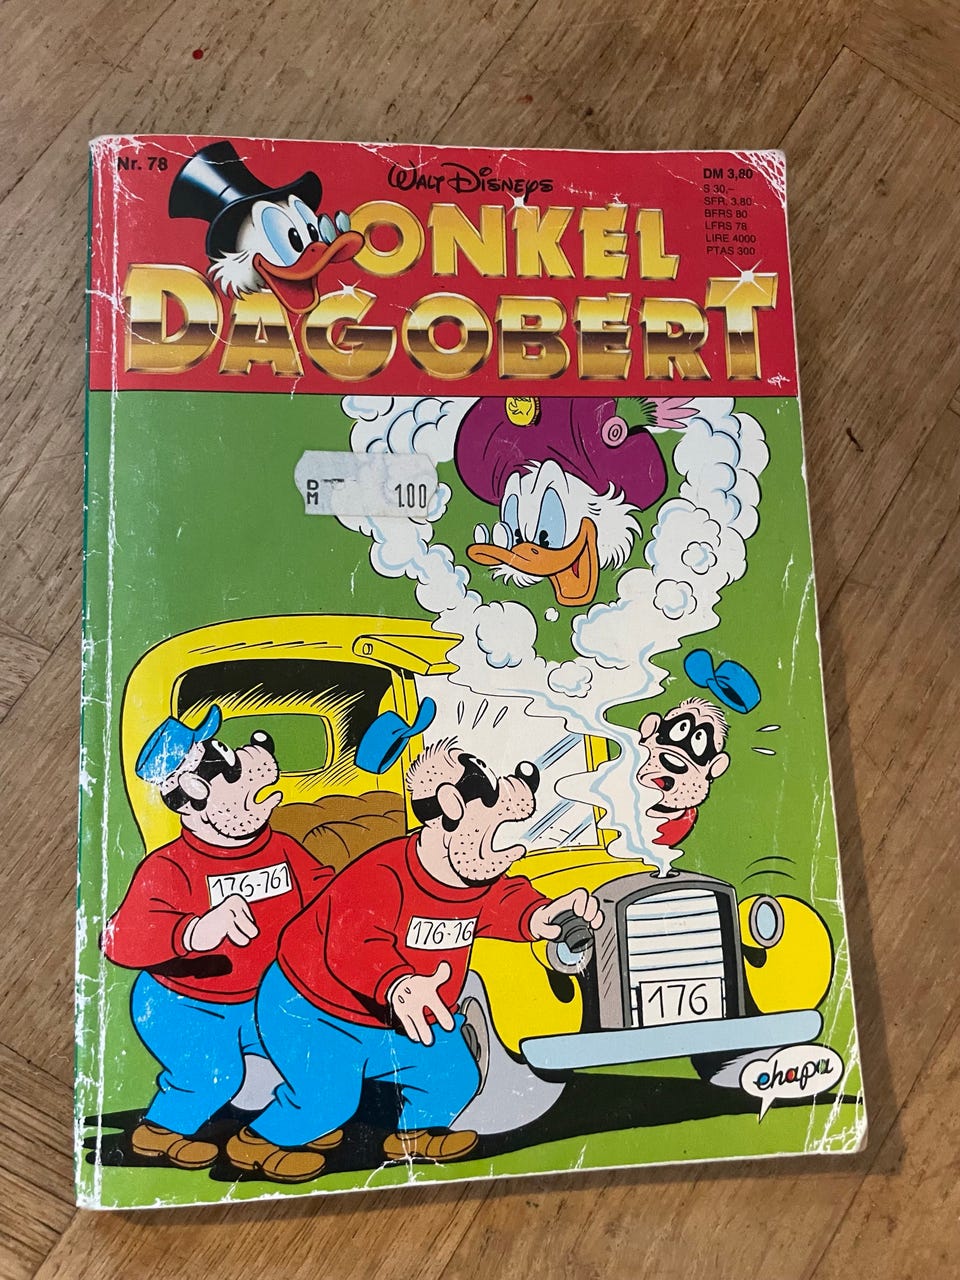 Nr. 78
WALT DISNEYS
ONKEL
DAGOBERT
DM 3,80
S 30,–
SFR. 3.80
BFRS 80
LFRS 78
LIRE 4000
PTAS 300
DM 1.00
176-761
176-16
176
ehapa